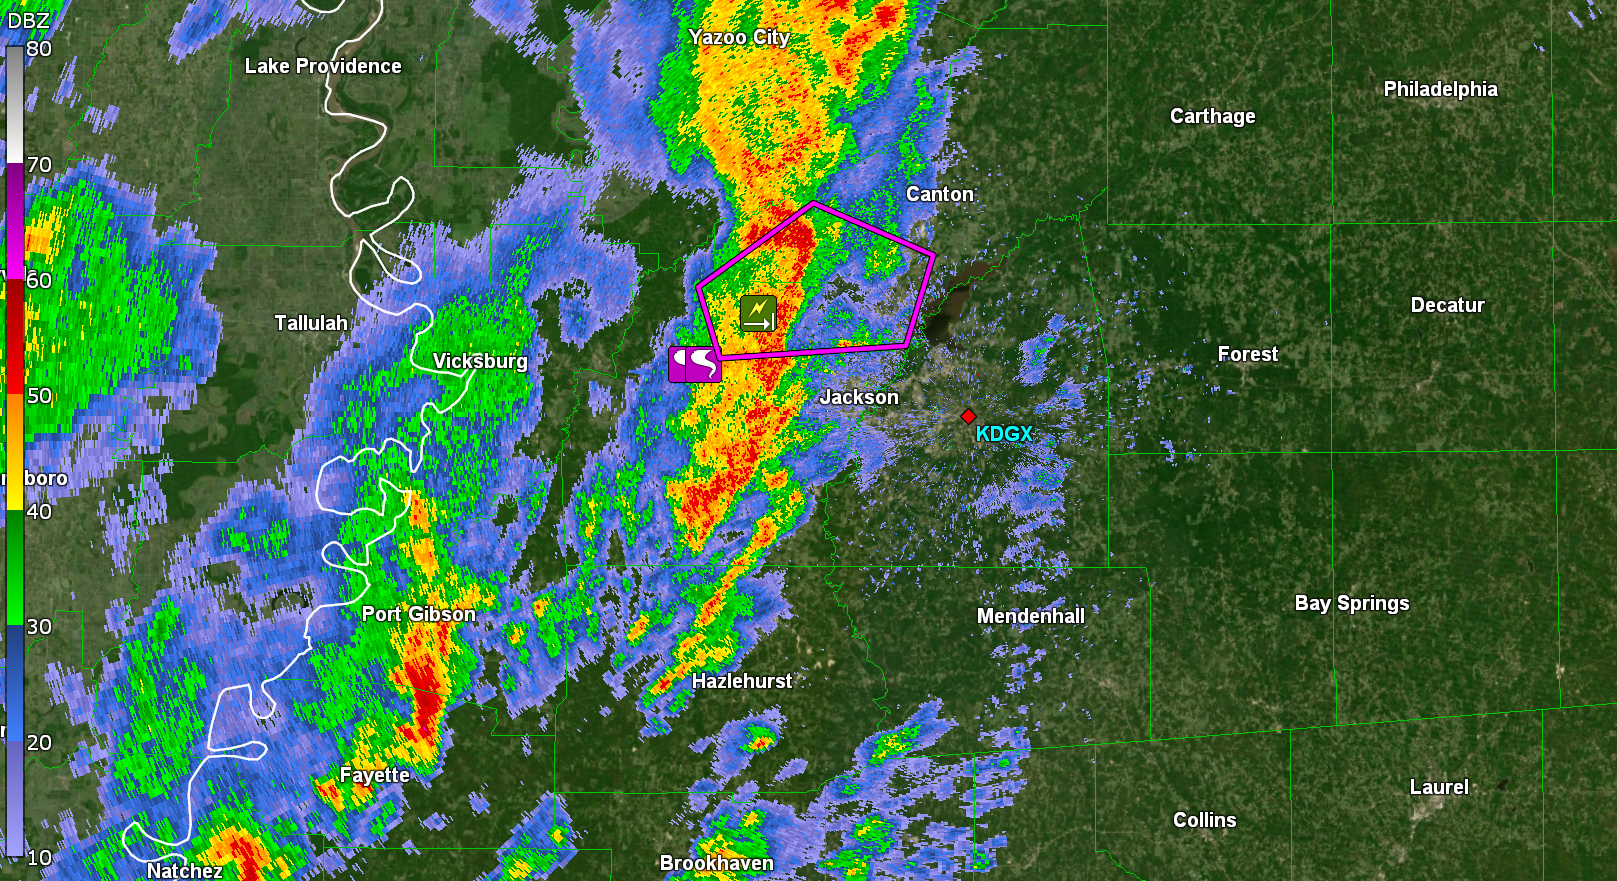 DBZ
80
Yazoo City
Lake Providence
Philadelphia
Carthage
70
Canton
60
Decatur
Tallulah
Vicksburg
Forest
50
Jackson
KDGX
boro
40
Port Gibson
Mendenhall
Bay Springs
30
Hazlehurst
20
Fayette
Laurel
Collins
10
Natchez
Brookhaven